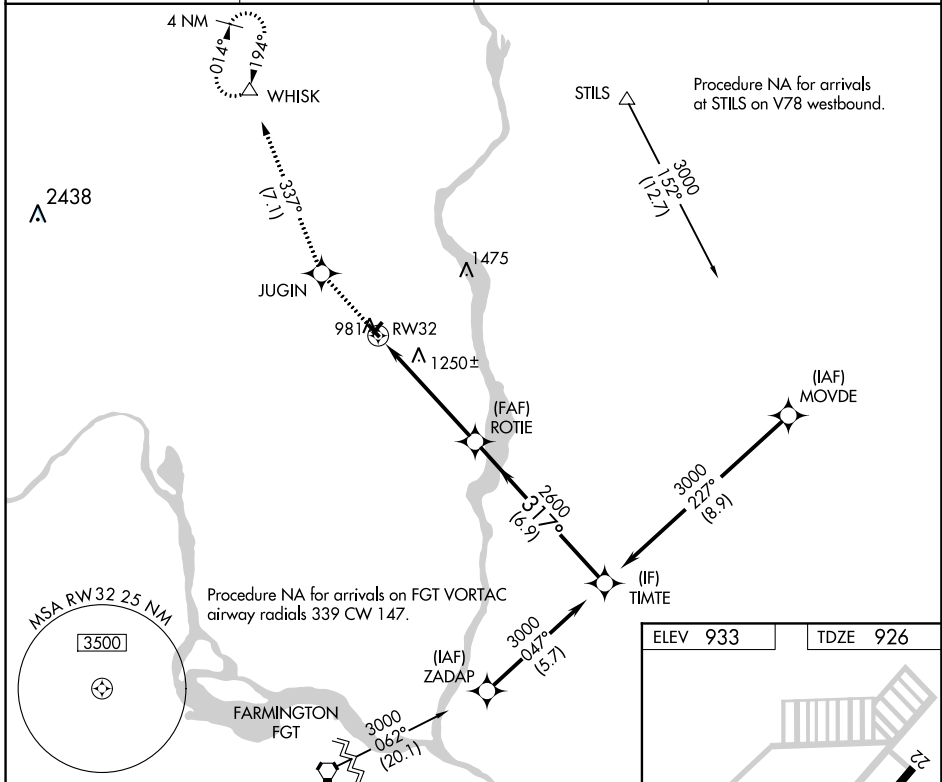 4 NM
014°
194°
WHISK
STILS
Procedure NA for arrivals
at STILS on V78 westbound.
3000
152°
(12.7)
337°
(7.1)
2438
1475
JUGIN
981
RW32
1250±
(IAF)
MOVDE
(FAF)
ROTIE
3000
227°
(8.9)
2600
317°
(6.9)
(IF)
TIMTE
Procedure NA for arrivals on FGT VORTAC
airway radials 339 CW 147.
MSA RW32 25 NM
3500
3000
047°
(5.7)
(IAF)
ZADAP
FARMINGTON
FGT
3000
062°
(20.1)
ELEV 933
TDZE 926
22